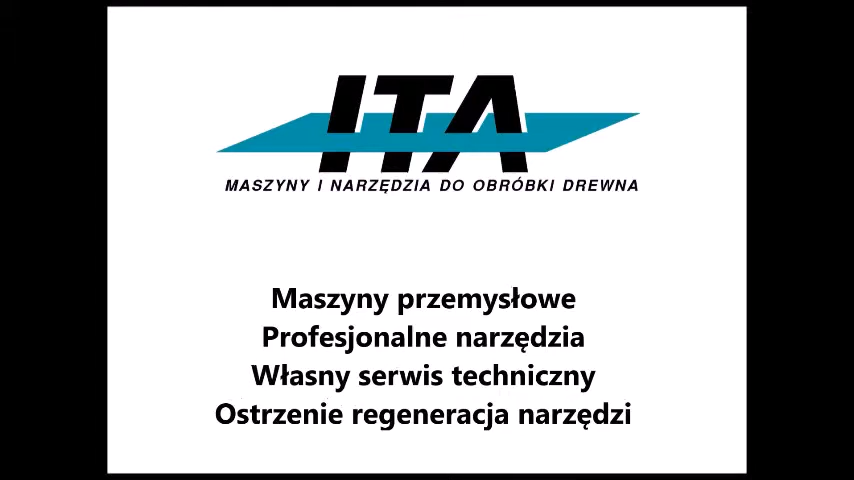 ITA
MASZYNY I NARZĘDZIA DO OBRÓBKI DREWNA
Maszyny przemysłowe
Profesjonalne narzędzia
Własny serwis techniczny
Ostrzenie regeneracja narzędzi